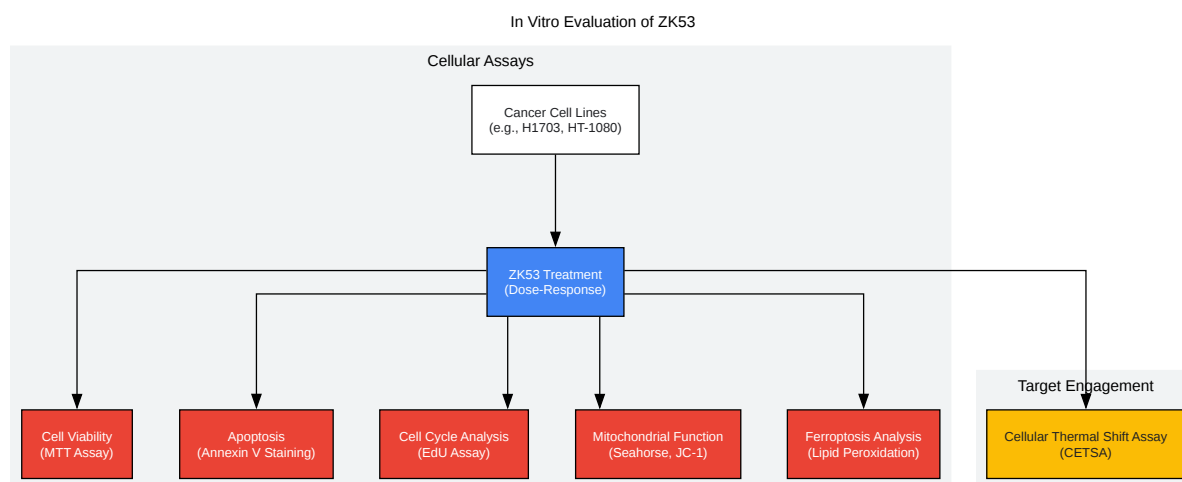 In Vitro Evaluation of ZK53
Cellular Assays
Cancer Cell Lines
(e.g., H1703, HT-1080)
ZK53 Treatment
(Dose-Response)
Target Engagement
Cell Viability
(MTT Assay)
Apoptosis
(Annexin V Staining)
Cell Cycle Analysis
(EdU Assay)
Mitochondrial Function
(Seahorse, JC-1)
Ferroptosis Analysis
(Lipid Peroxidation)
Cellular Thermal Shift Assay
(CETSA)